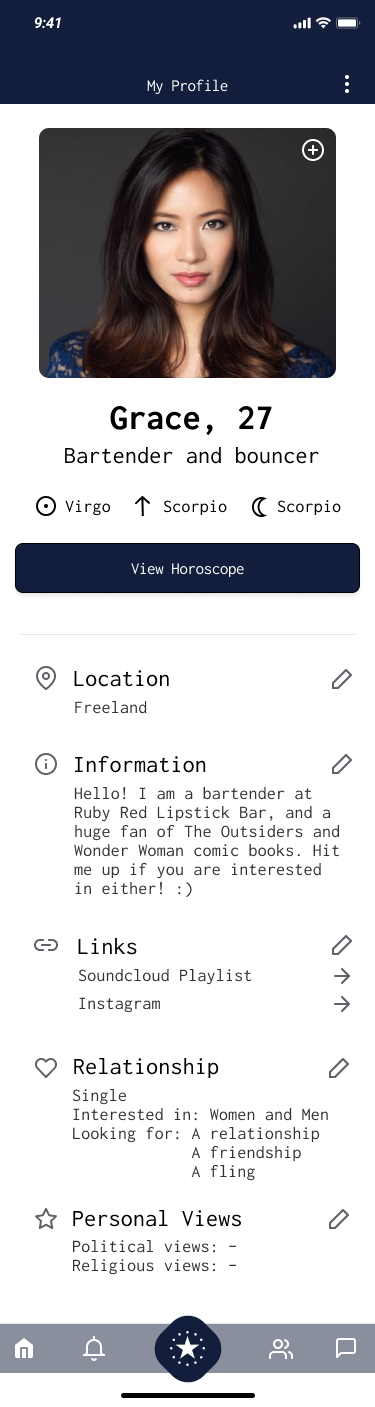 9:41
My Profile
Grace, 27
Bartender and bouncer
Virgo Scorpio Scorpio
View Horoscope
Location
Freeland
Information
Hello! I am a bartender at
Ruby Red Lipstick Bar, and a
huge fan of The Outsiders and
Wonder Woman comic books. Hit
me up if you are interested
in either! :)
Links
Soundcloud Playlist
Instagram
Relationship
Single
Interested in: Women and Men
Looking for: A relationship
A friendship
A fling
Personal Views
Political views: –
Religious views: –